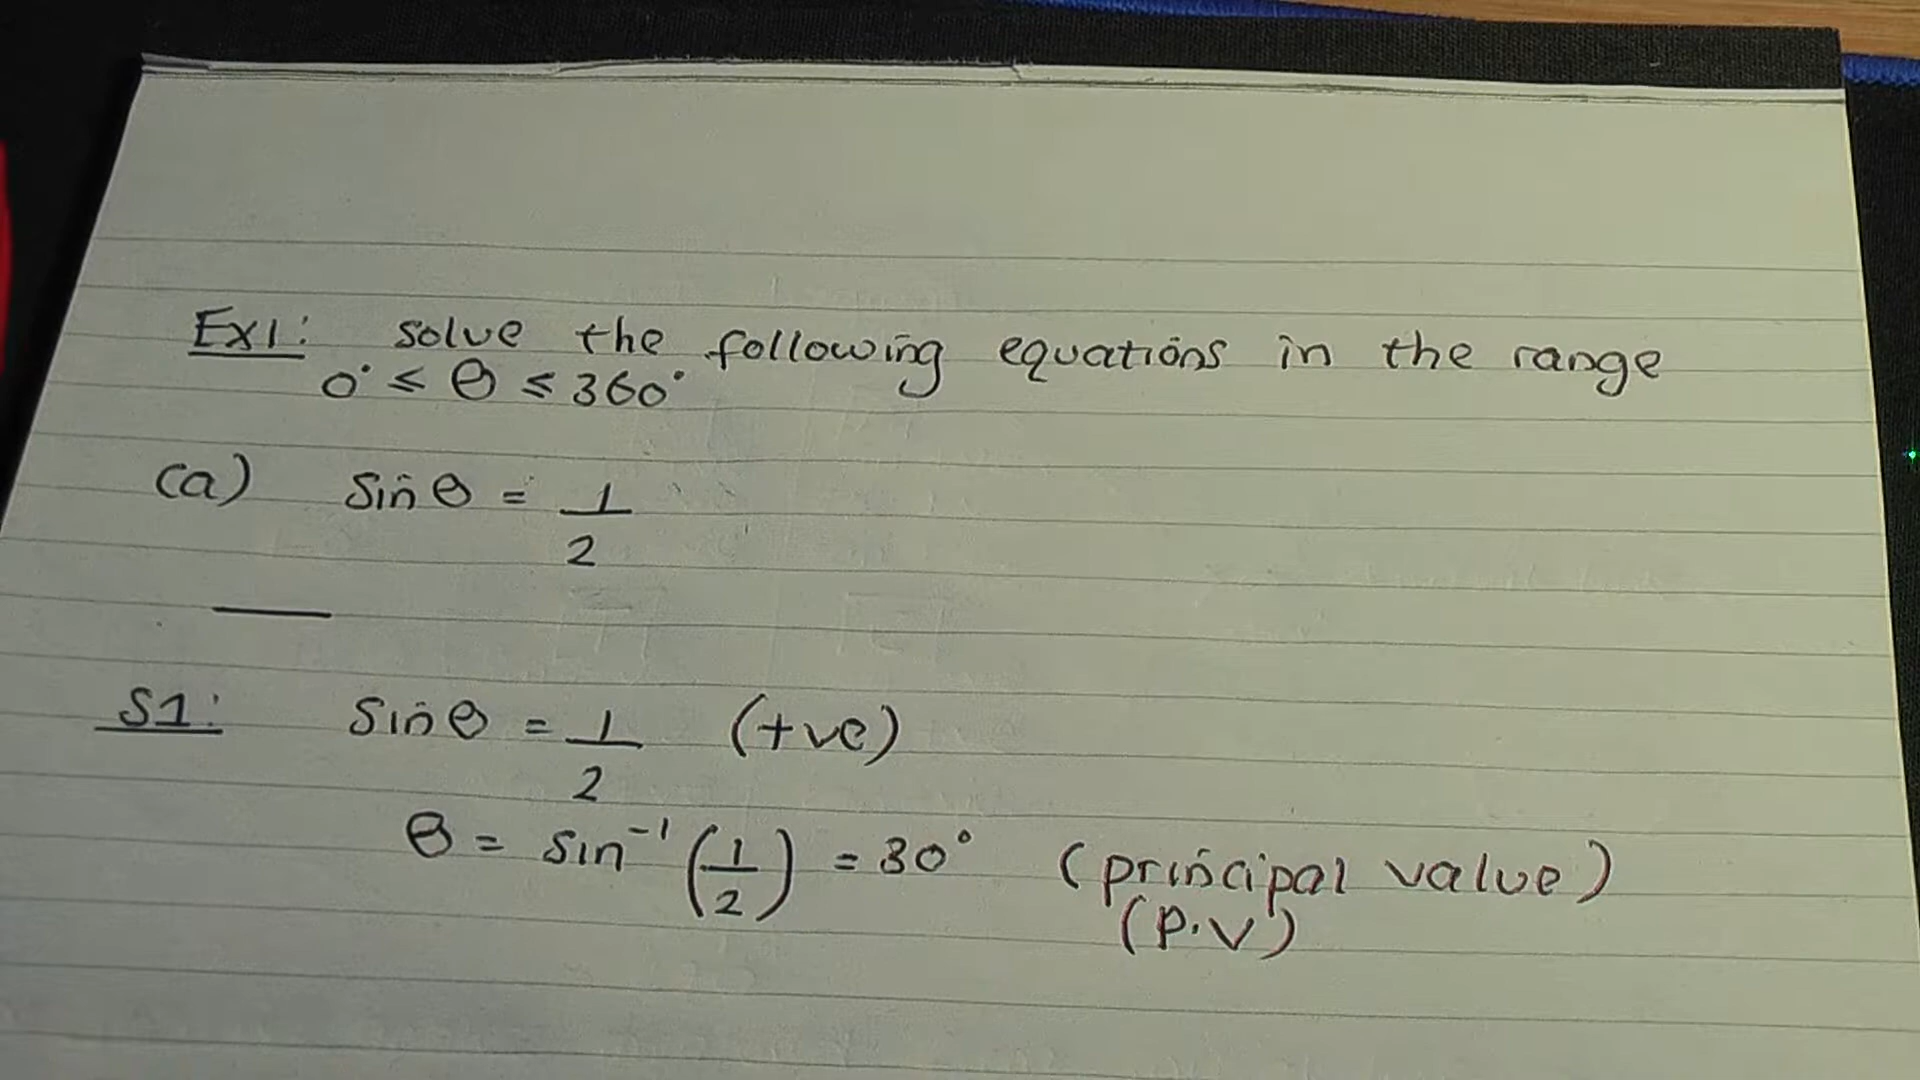 Ex1: solve the following equations in the range
0° ≤ θ ≤ 360°
(a) sin θ = 1/2
S1: sin θ = 1/2 (+ve)
θ = sin⁻¹ (1/2) = 30° (principal value)
(P.V)